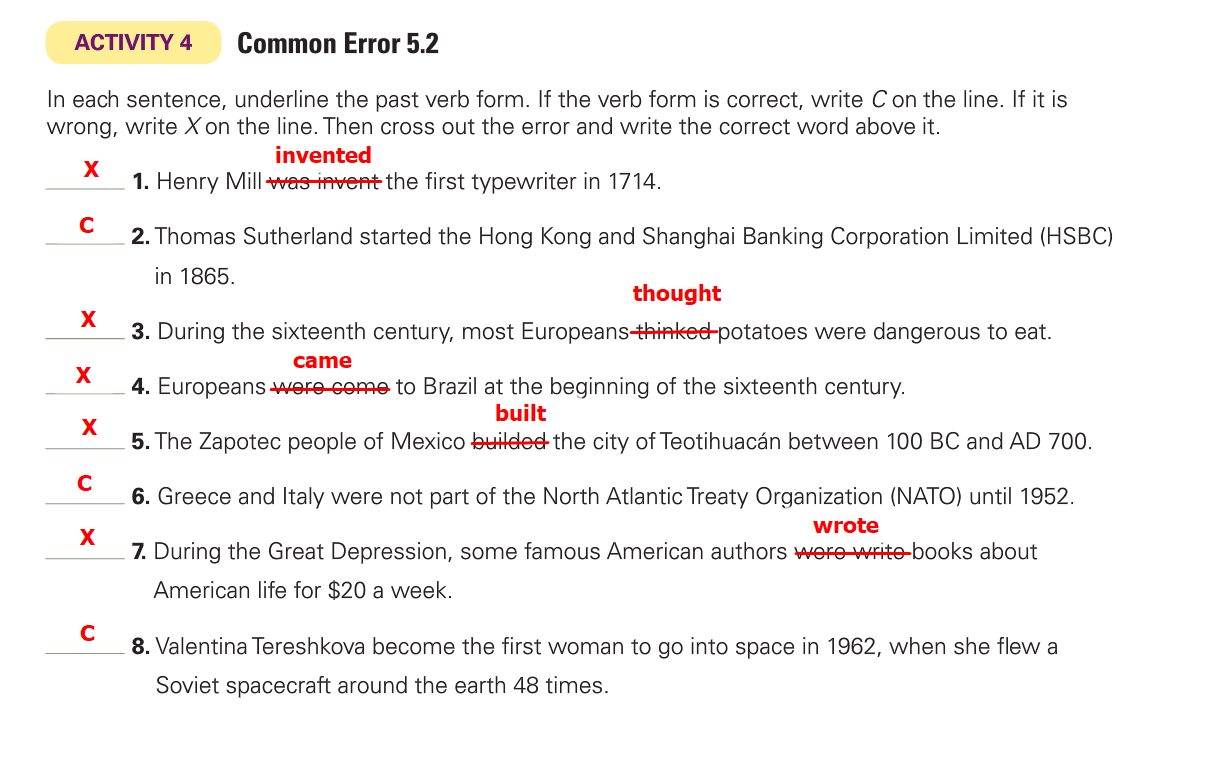 ACTIVITY 4 Common Error 5.2
In each sentence, underline the past verb form. If the verb form is correct, write C on the line. If it is
wrong, write X on the line. Then cross out the error and write the correct word above it.
invented
X 1. Henry Mill was invent the first typewriter in 1714.
C 2. Thomas Sutherland started the Hong Kong and Shanghai Banking Corporation Limited (HSBC)
in 1865.
thought
X 3. During the sixteenth century, most Europeans thinked potatoes were dangerous to eat.
came
X 4. Europeans were come to Brazil at the beginning of the sixteenth century.
built
X 5. The Zapotec people of Mexico builded the city of Teotihuacán between 100 BC and AD 700.
C 6. Greece and Italy were not part of the North Atlantic Treaty Organization (NATO) until 1952.
wrote
X 7. During the Great Depression, some famous American authors were write books about
American life for $20 a week.
C 8. Valentina Tereshkova become the first woman to go into space in 1962, when she flew a
Soviet spacecraft around the earth 48 times.